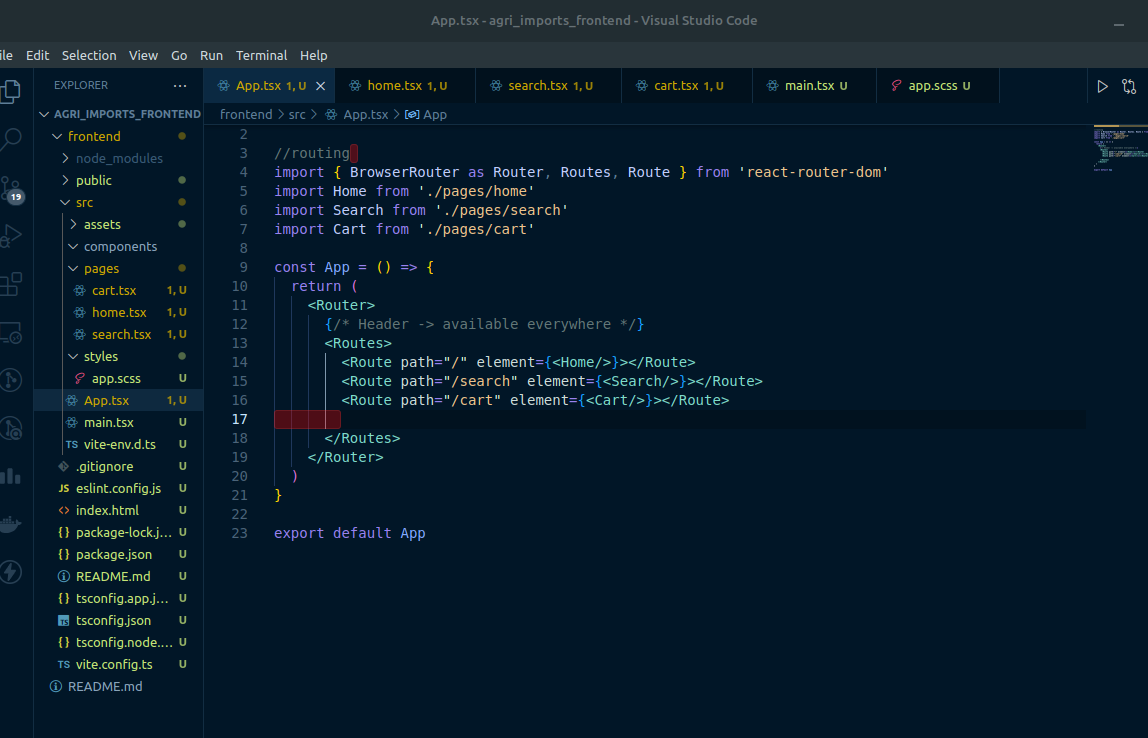 App.tsx - agri_imports_frontend - Visual Studio Code
ile Edit Selection View Go Run Terminal Help
EXPLORER ...
App.tsx 1, U
home.tsx 1, U
search.tsx 1, U
cart.tsx 1, U
main.tsx U
app.scss U
AGRI_IMPORTS_FRONTEND
frontend
node_modules
public
src
assets
components
pages
cart.tsx 1, U
home.tsx 1, U
search.tsx 1, U
styles
app.scss U
App.tsx 1, U
main.tsx U
TS vite-env.d.ts U
.gitignore U
JS eslint.config.js U
<> index.html U
{} package-lock.j... U
{} package.json U
README.md U
{} tsconfig.app.j... U
TS tsconfig.json U
{} tsconfig.node.... U
TS vite.config.ts U
README.md
19
frontend > src > App.tsx > App
2
3 //routing
4 import { BrowserRouter as Router, Routes, Route } from 'react-router-dom'
5 import Home from './pages/home'
6 import Search from './pages/search'
7 import Cart from './pages/cart'
8
9 const App = () => {
10 return (
11 <Router>
12 {/* Header -> available everywhere */}
13 <Routes>
14 <Route path="/" element={<Home/>}></Route>
15 <Route path="/search" element={<Search/>}></Route>
16 <Route path="/cart" element={<Cart/>}></Route>
17
18 </Routes>
19 </Router>
20 )
21 }
22
23 export default App